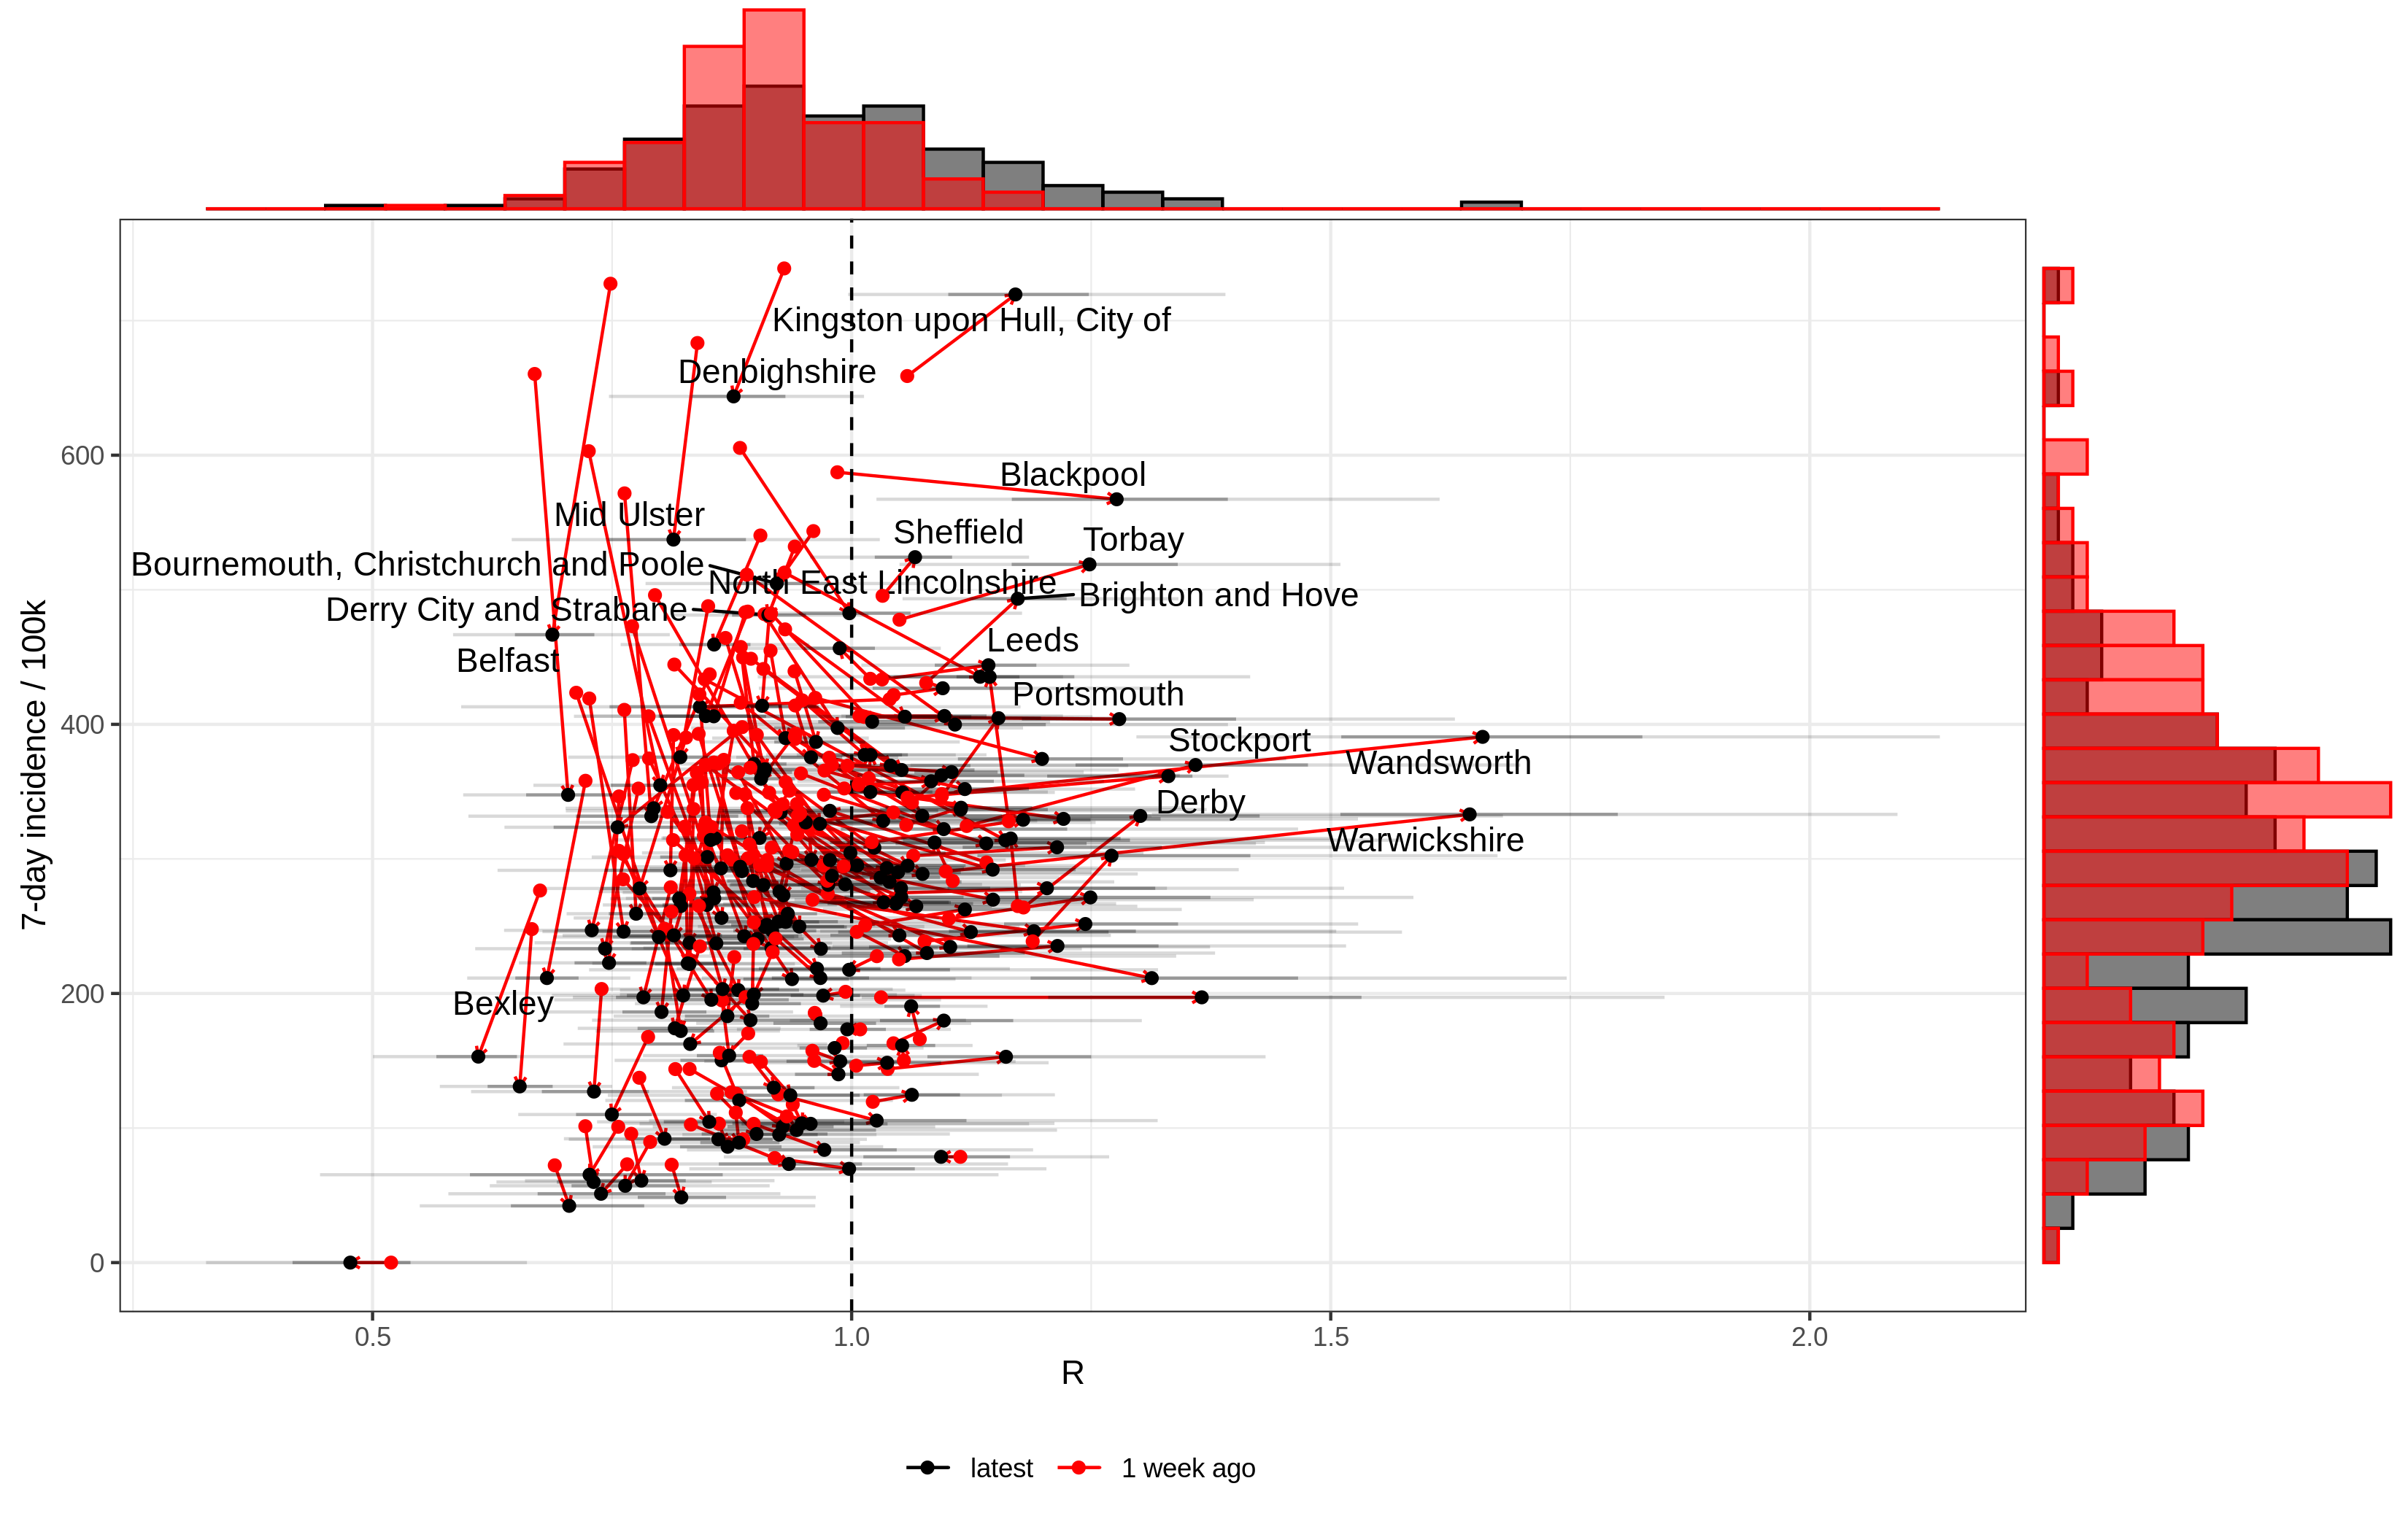 Kingston upon Hull, City of
Denbighshire
600
Blackpool
Mid Ulster
Sheffield
Torbay
Bournemouth, Christchurch and Poole
North East Lincolnshire
Brighton and Hove
Derry City and Strabane
Leeds
Belfast
Portsmouth
400
Stockport
Wandsworth
Derby
Warwickshire
7-day incidence / 100k
200
Bexley
0
0.5
1.0
1.5
2.0
R
latest
1 week ago